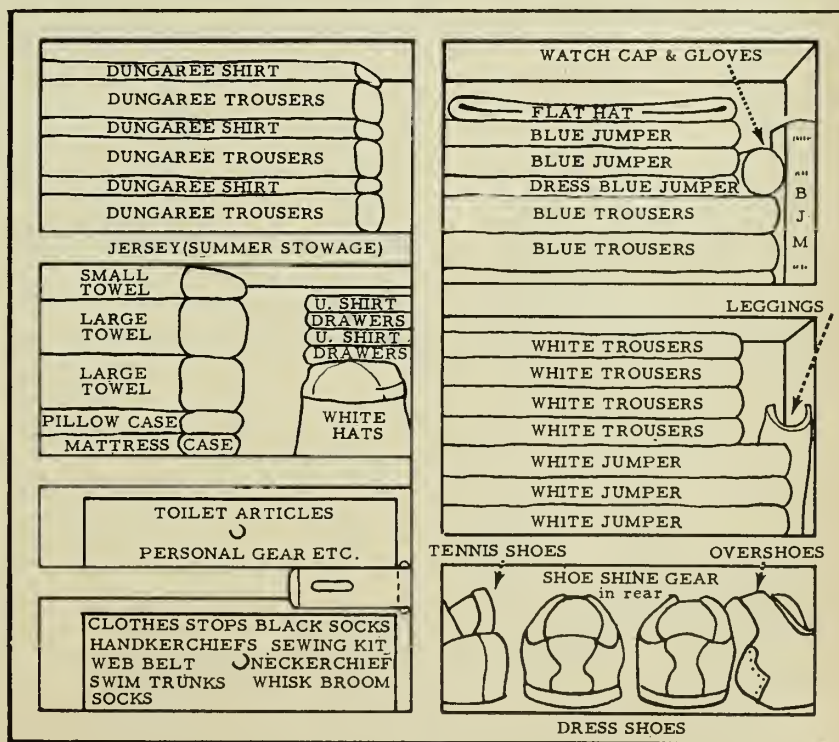 DUNGAREE SHIRT
DUNGAREE TROUSERS
DUNGAREE SHIRT
DUNGAREE TROUSERS
DUNGAREE SHIRT
DUNGAREE TROUSERS
JERSEY (SUMMER STOWAGE)
SMALL
TOWEL
LARGE
TOWEL
LARGE
TOWEL
PILLOW CASE
MATTRESS CASE
U. SHIRT
DRAWERS
U. SHIRT
DRAWERS
WHITE
HATS
TOILET ARTICLES
PERSONAL GEAR ETC.
CLOTHES STOPS BLACK SOCKS
HANDKERCHIEFS SEWING KIT
WEB BELT NECKERCHIEF
SWIM TRUNKS WHISK BROOM
SOCKS
WATCH CAP & GLOVES
FLAT HAT
BLUE JUMPER
BLUE JUMPER
DRESS BLUE JUMPER
BLUE TROUSERS
BLUE TROUSERS
B
J
M
LEGGINGS
WHITE TROUSERS
WHITE TROUSERS
WHITE TROUSERS
WHITE TROUSERS
WHITE JUMPER
WHITE JUMPER
WHITE JUMPER
TENNIS SHOES
OVERSHOES
SHOE SHINE GEAR
in rear
DRESS SHOES